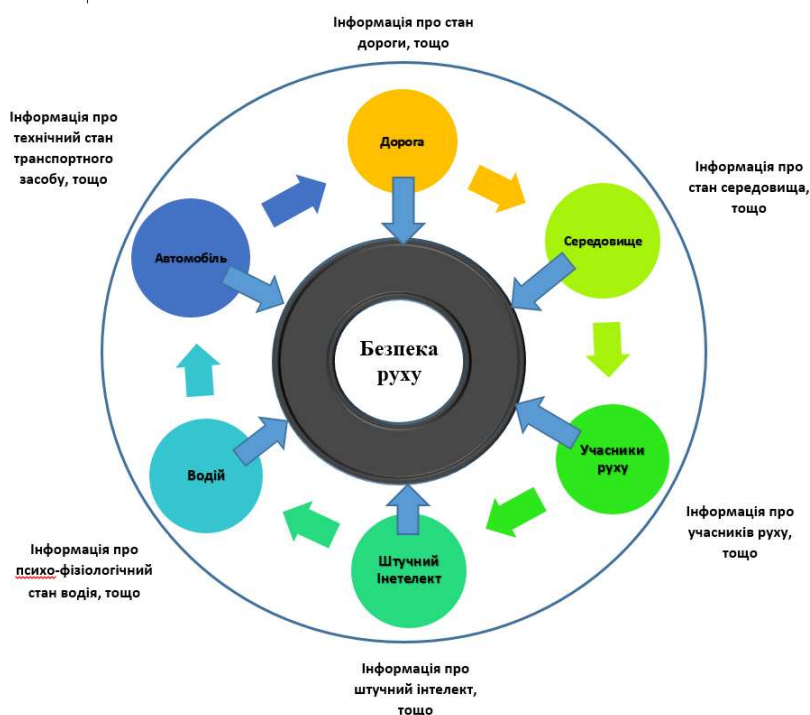 Інформація про стан
дороги, тощо
Інформація про
технічний стан
транспортного
засобу, тощо
Дорога
Інформація про
стан середовища,
тощо
Автомобіль
Середовище
Безпека
руху
Водій
Учасники
руху
Інформація про
учасників руху,
тощо
Інформація про
психо-фізіологічний
стан водія, тощо
Штучний
Інетелект
Інформація про
штучний інтелект,
тощо